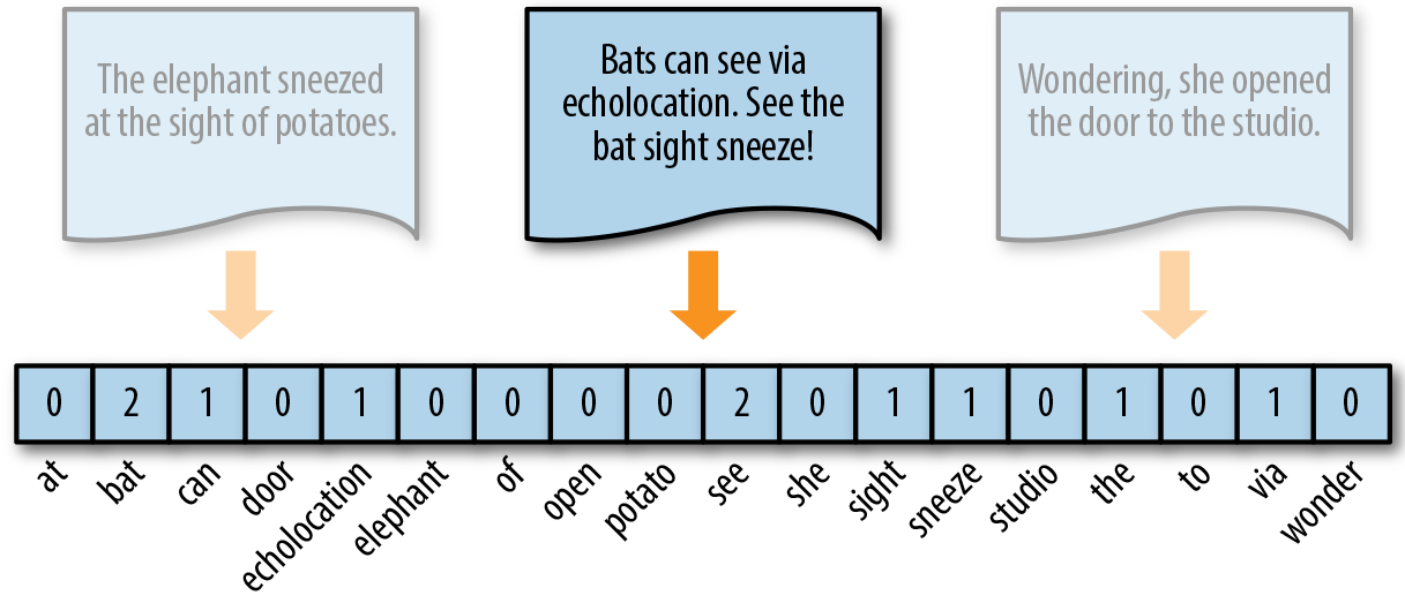 The elephant sneezed
at the sight of potatoes.
Bats can see via
echolocation. See the
bat sight sneeze!
Wondering, she opened
the door to the studio.
0 2 1 0 1 0 0 0 0 2 0 1 1 0 1 0 1 0
at bat can door echolocation elephant of open potato see she sight sneeze studio the to via wonder